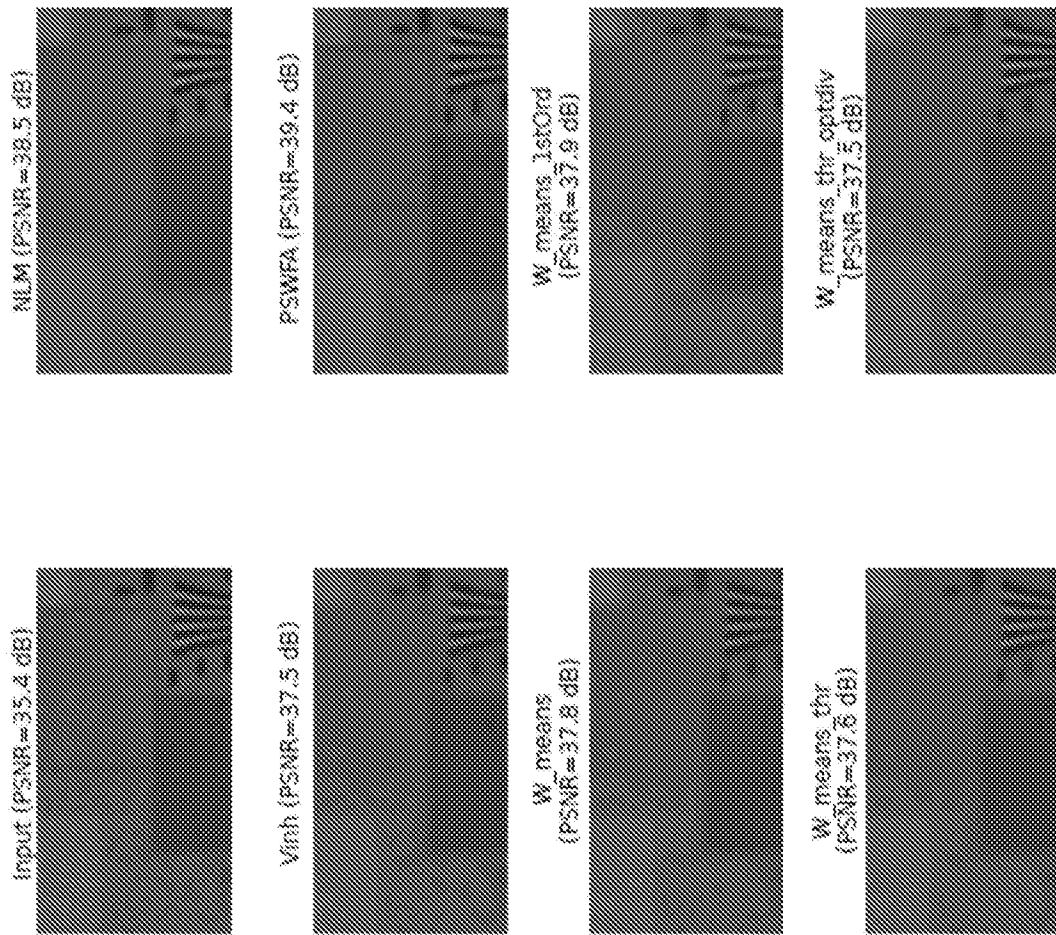 Input (PSNR=35.4 dB)
NLM (PSNR=38.5 dB)
Vinh (PSNR=37.5 dB)
PSWFA (PSNR=39.4 dB)
W_means
(PSNR=37.8 dB)
W_means_1stOrd
(PSNR=37.9 dB)
W_means_thr
(PSNR=37.6 dB)
W_means_thr_optdiv
(PSNR=37.5 dB)